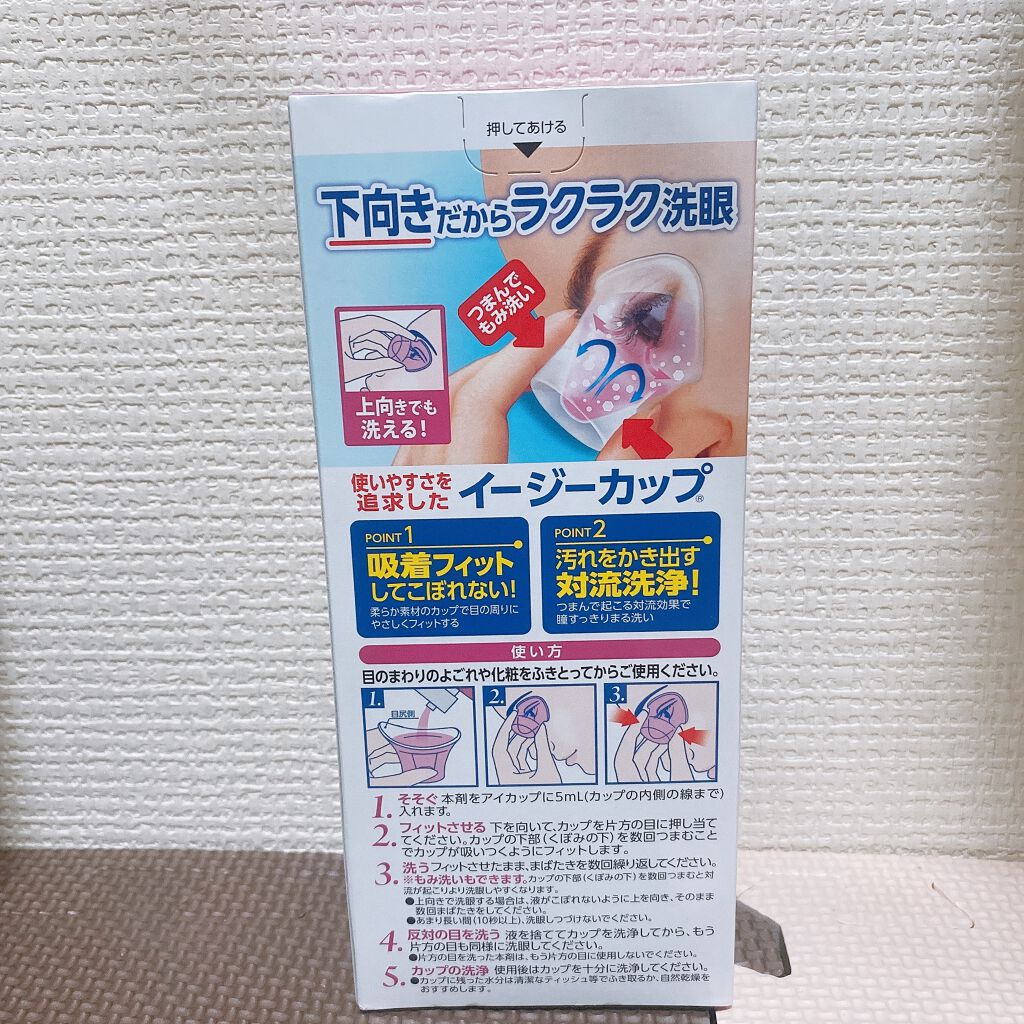 押してあける
下向きだからラクラク洗眼
つまんで
もみ洗い
上向きでも
洗える!
使いやすさを
追求した
イージーカップ®
POINT 1
吸着フィット
してこぼれない!
柔らか素材のカップで目の周りに
やさしくフィットする
POINT 2
汚れをかき出す
対流洗浄!
つまんで起こる対流効果で
瞳すっきりまる洗い
使い方
目のまわりのよごれや化粧をふきとってからご使用ください。
1.
目尻側
2.
3.
1. そそぐ 本剤をアイカップに5mL(カップの内側の線まで)
入れます。
2. フィットさせる 下を向いて、カップを片方の目に押し当て
てください。カップの下部(くぼみの下)を数回つまむこと
でカップが吸いつくようにフィットします。
3. 洗う フィットさせたまま、まばたきを数回繰り返してください。
※もみ洗いもできます。カップの下部(くぼみの下)を数回つまむと対
流が起こりより洗眼しやすくなります。
●上向きで洗眼する場合は、液がこぼれないように上を向き、そのまま
数回まばたきをしてください。
●あまり長い間(10秒以上)、洗眼しつづけないでください。
4. 反対の目を洗う 液を捨ててカップを洗浄してから、もう
片方の目も同様に洗眼してください。
●片方の目を洗った本剤は、もう片方の目に使用しないでください。
5. カップの洗浄 使用後はカップを十分に洗浄してください。
●カップに残った水分は清潔なティッシュ等でふき取るか、自然乾燥を
おすすめします。